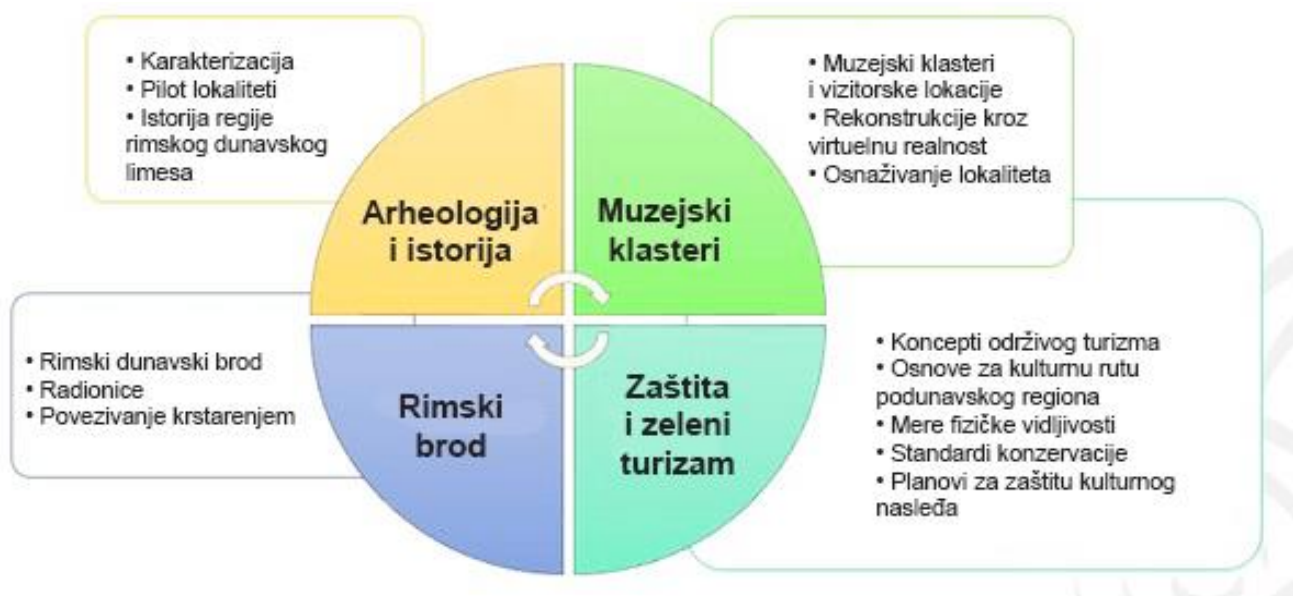 • Karakterizacija
• Pilot lokaliteti
• Istorija regije
rimskog dunavskog
limesa
Arheologija
i istorija
• Muzejski klasteri
i vizitorske lokacije
• Rekonstrukcije kroz
virtuelnu realnost
• Osnaživanje lokaliteta
Muzejski
klasteri
• Rimski dunavski brod
• Radionice
• Povezivanje krstarenjem
Rimski
brod
Zaštita
i zeleni
turizam
• Koncepti održivog turizma
• Osnove za kulturnu rutu
podunavskog regiona
• Mere fizičke vidljivosti
• Standardi konzervacije
• Planovi za zaštitu kulturnog
nasleđa